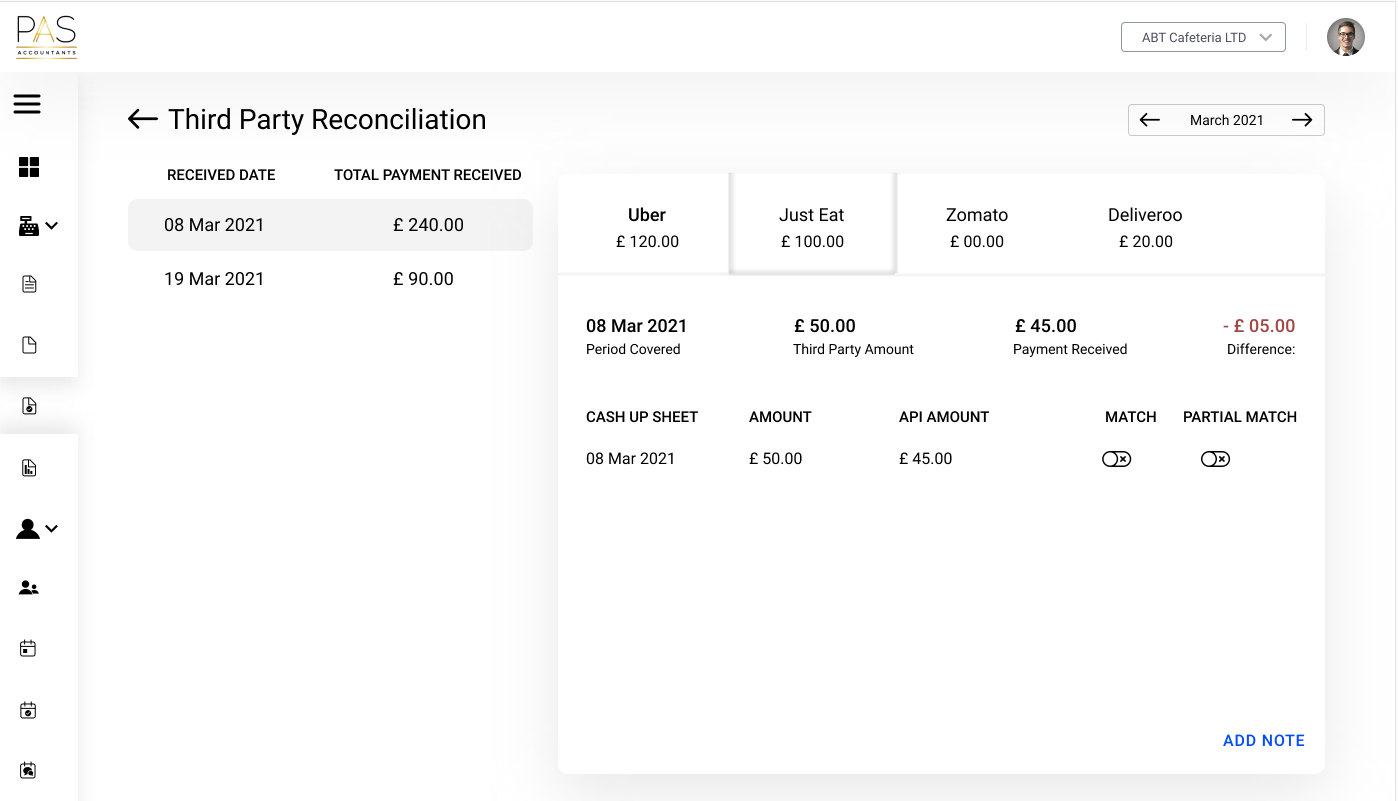 PAS
ACCOUNTANTS
ABT Cafeteria LTD
Third Party Reconciliation
March 2021
RECEIVED DATE TOTAL PAYMENT RECEIVED
08 Mar 2021 £ 240.00
19 Mar 2021 £ 90.00
Uber Just Eat Zomato Deliveroo
£ 120.00 £ 100.00 £ 00.00 £ 20.00
08 Mar 2021 £ 50.00 £ 45.00 - £ 05.00
Period Covered Third Party Amount Payment Received Difference:
CASH UP SHEET AMOUNT API AMOUNT MATCH PARTIAL MATCH
08 Mar 2021 £ 50.00 £ 45.00
ADD NOTE